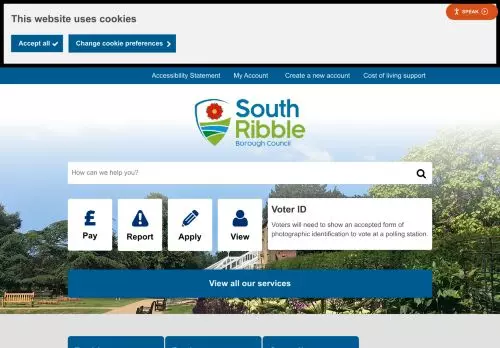 This website uses cookies
SPEAK
Accept all
Change cookie preferences
Accessibility Statement My Account Create a new account Cost of living support
South
Ribble
Borough Council
How can we help you?
£
Pay Report Apply View
Voter ID
Voters will need to show an accepted form of
photographic identification to vote at a polling station.
View all our services